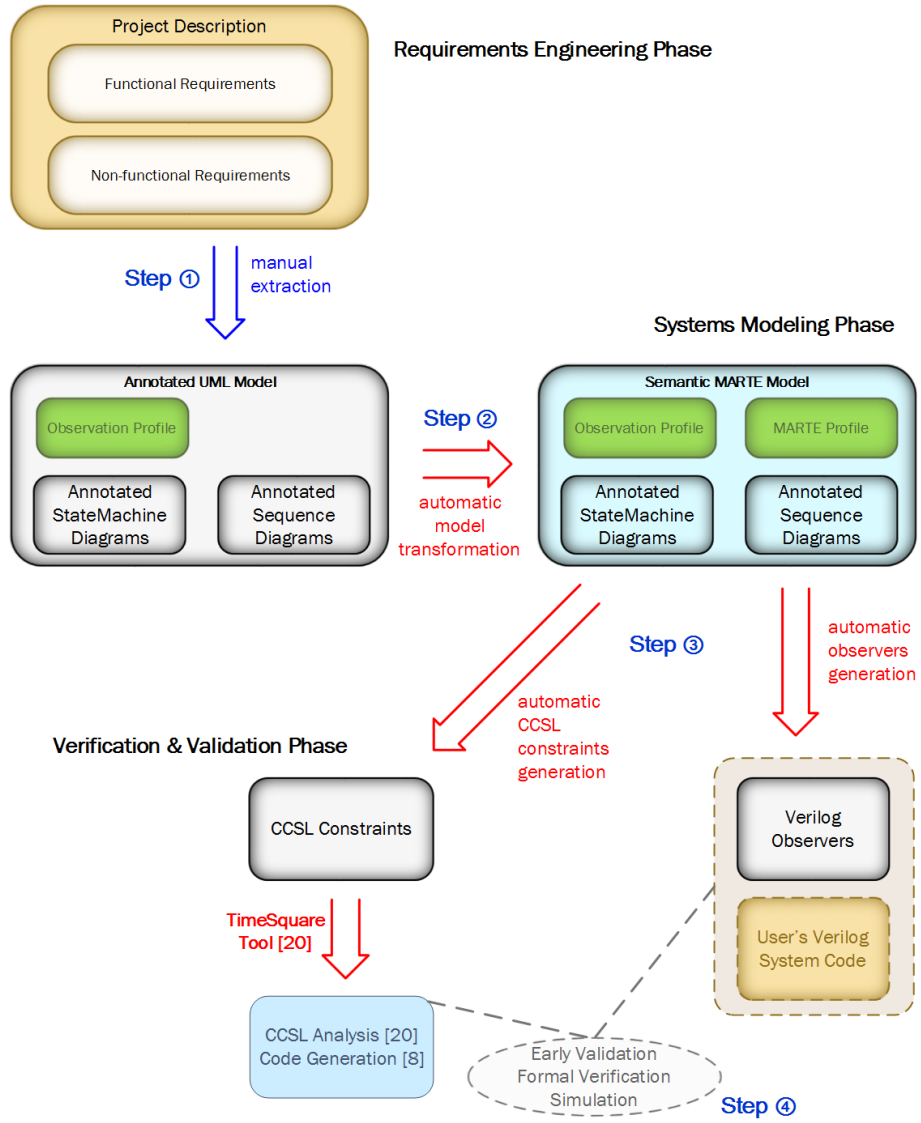 Project Description
Requirements Engineering Phase
Functional Requirements
Non-functional Requirements
Step ①
manual
extraction
Systems Modeling Phase
Annotated UML Model
Observation Profile
Annotated
StateMachine
Diagrams
Annotated
Sequence
Diagrams
Step ②
automatic
model
transformation
Semantic MARTE Model
Observation Profile
MARTE Profile
Annotated
StateMachine
Diagrams
Annotated
Sequence
Diagrams
Step ③
automatic
observers
generation
automatic
CCSL
constraints
generation
Verification & Validation Phase
CCSL Constraints
Verilog
Observers
User's Verilog
System Code
TimeSquare
Tool [20]
CCSL Analysis [20]
Code Generation [8]
Early Validation
Formal Verification
Simulation
Step ④